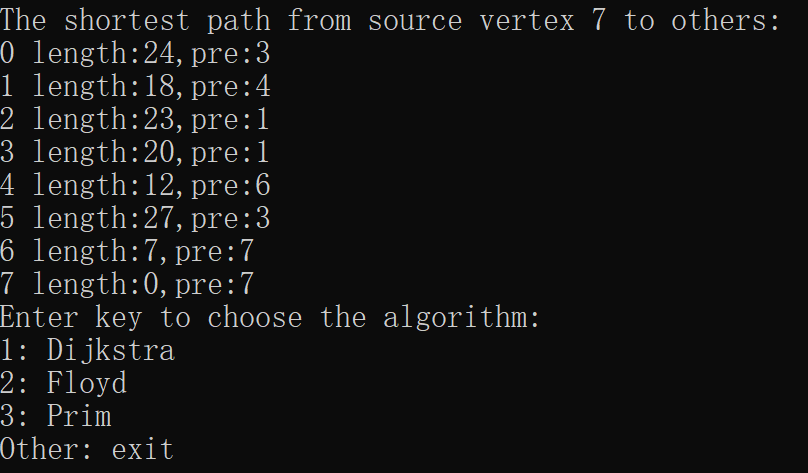 The shortest path from source vertex 7 to others:
0 length:24,pre:3
1 length:18,pre:4
2 length:23,pre:1
3 length:20,pre:1
4 length:12,pre:6
5 length:27,pre:3
6 length:7,pre:7
7 length:0,pre:7
Enter key to choose the algorithm:
1: Dijkstra
2: Floyd
3: Prim
Other: exit